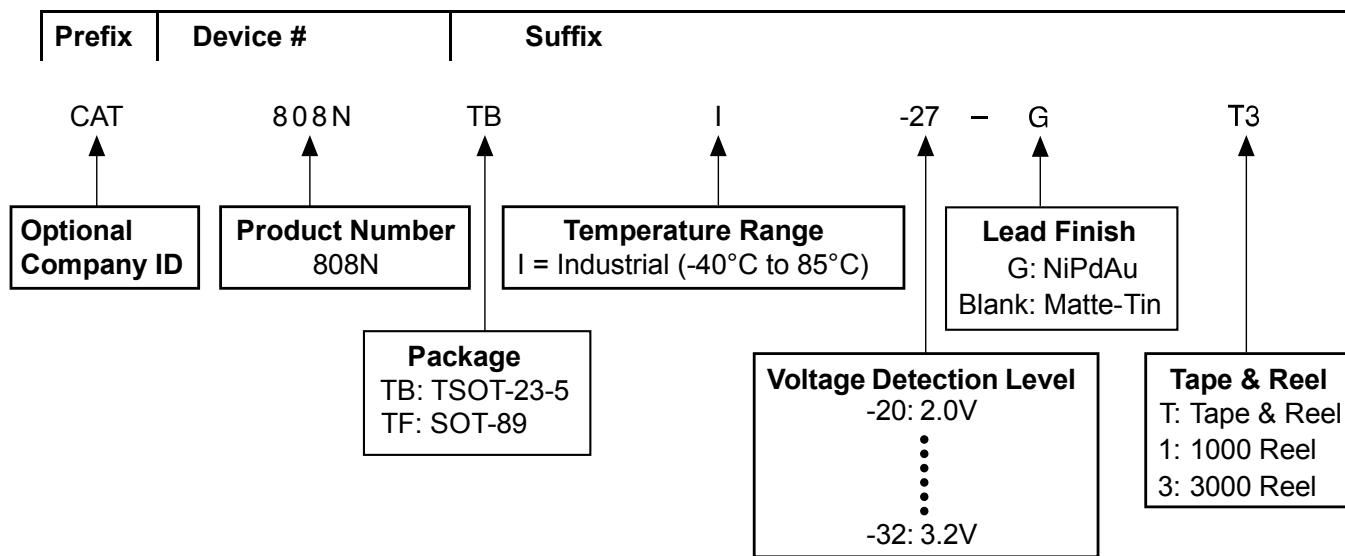 Prefix Device # Suffix
CAT 808N TB I -27 – G T3
Optional
Company ID
Product Number
808N
Temperature Range
I = Industrial (-40°C to 85°C)
Lead Finish
G: NiPdAu
Blank: Matte-Tin
Package
TB: TSOT-23-5
TF: SOT-89
Voltage Detection Level
-20: 2.0V
-32: 3.2V
Tape & Reel
T: Tape & Reel
1: 1000 Reel
3: 3000 Reel